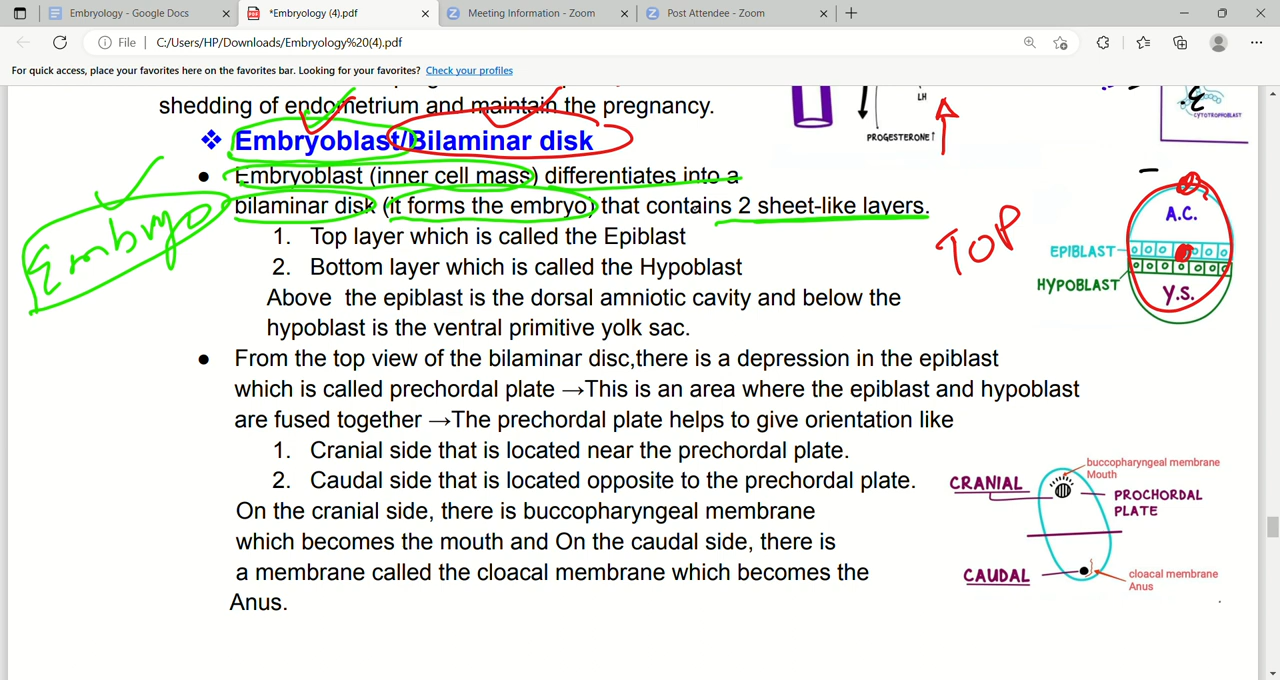 Embryology - Google Docs
*Embryology (4).pdf
Meeting Information - Zoom
Post Attendee - Zoom
File
C:/Users/HP/Downloads/Embryology%20(4).pdf
For quick access, place your favorites here on the favorites bar. Looking for your favorites? Check your profiles
shedding of endometrium and maintain the pregnancy.
LH
PROGESTERONE↑
CYTOTROPHOBLAST
❖ Embryoblast/Bilaminar disk
● Embryoblast (inner cell mass) differentiates into a
bilaminar disk (it forms the embryo) that contains 2 sheet-like layers.
Embryo
1. Top layer which is called the Epiblast
2. Bottom layer which is called the Hypoblast
Above the epiblast is the dorsal amniotic cavity and below the
hypoblast is the ventral primitive yolk sac.
TOP
A.C.
EPIBLAST
HYPOBLAST
Y.S.
● From the top view of the bilaminar disc,there is a depression in the epiblast
which is called prechordal plate →This is an area where the epiblast and hypoblast
are fused together →The prechordal plate helps to give orientation like
1. Cranial side that is located near the prechordal plate.
2. Caudal side that is located opposite to the prechordal plate.
On the cranial side, there is buccopharyngeal membrane
which becomes the mouth and On the caudal side, there is
a membrane called the cloacal membrane which becomes the
Anus.
buccopharyngeal membrane
Mouth
CRANIAL
PROCHORDAL
PLATE
CAUDAL
cloacal membrane
Anus